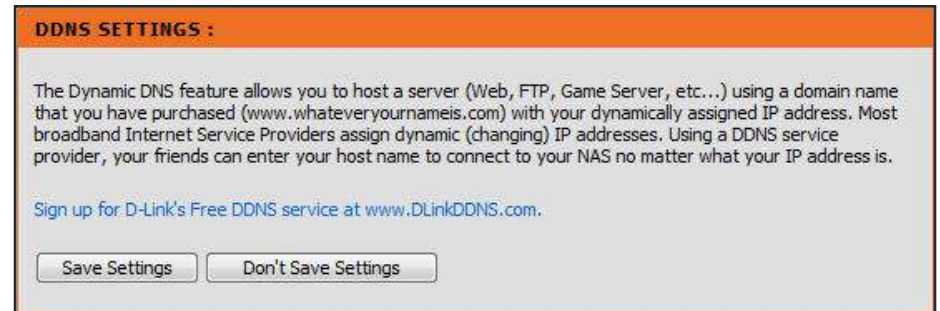 DDNS SETTINGS :
The Dynamic DNS feature allows you to host a server (Web, FTP, Game Server, etc...) using a domain name
that you have purchased (www.whateveryournameis.com) with your dynamically assigned IP address. Most
broadband Internet Service Providers assign dynamic (changing) IP addresses. Using a DDNS service
provider, your friends can enter your host name to connect to your NAS no matter what your IP address is.
Sign up for D-Link's Free DDNS service at www.DLinkDDNS.com.
Save Settings Don't Save Settings